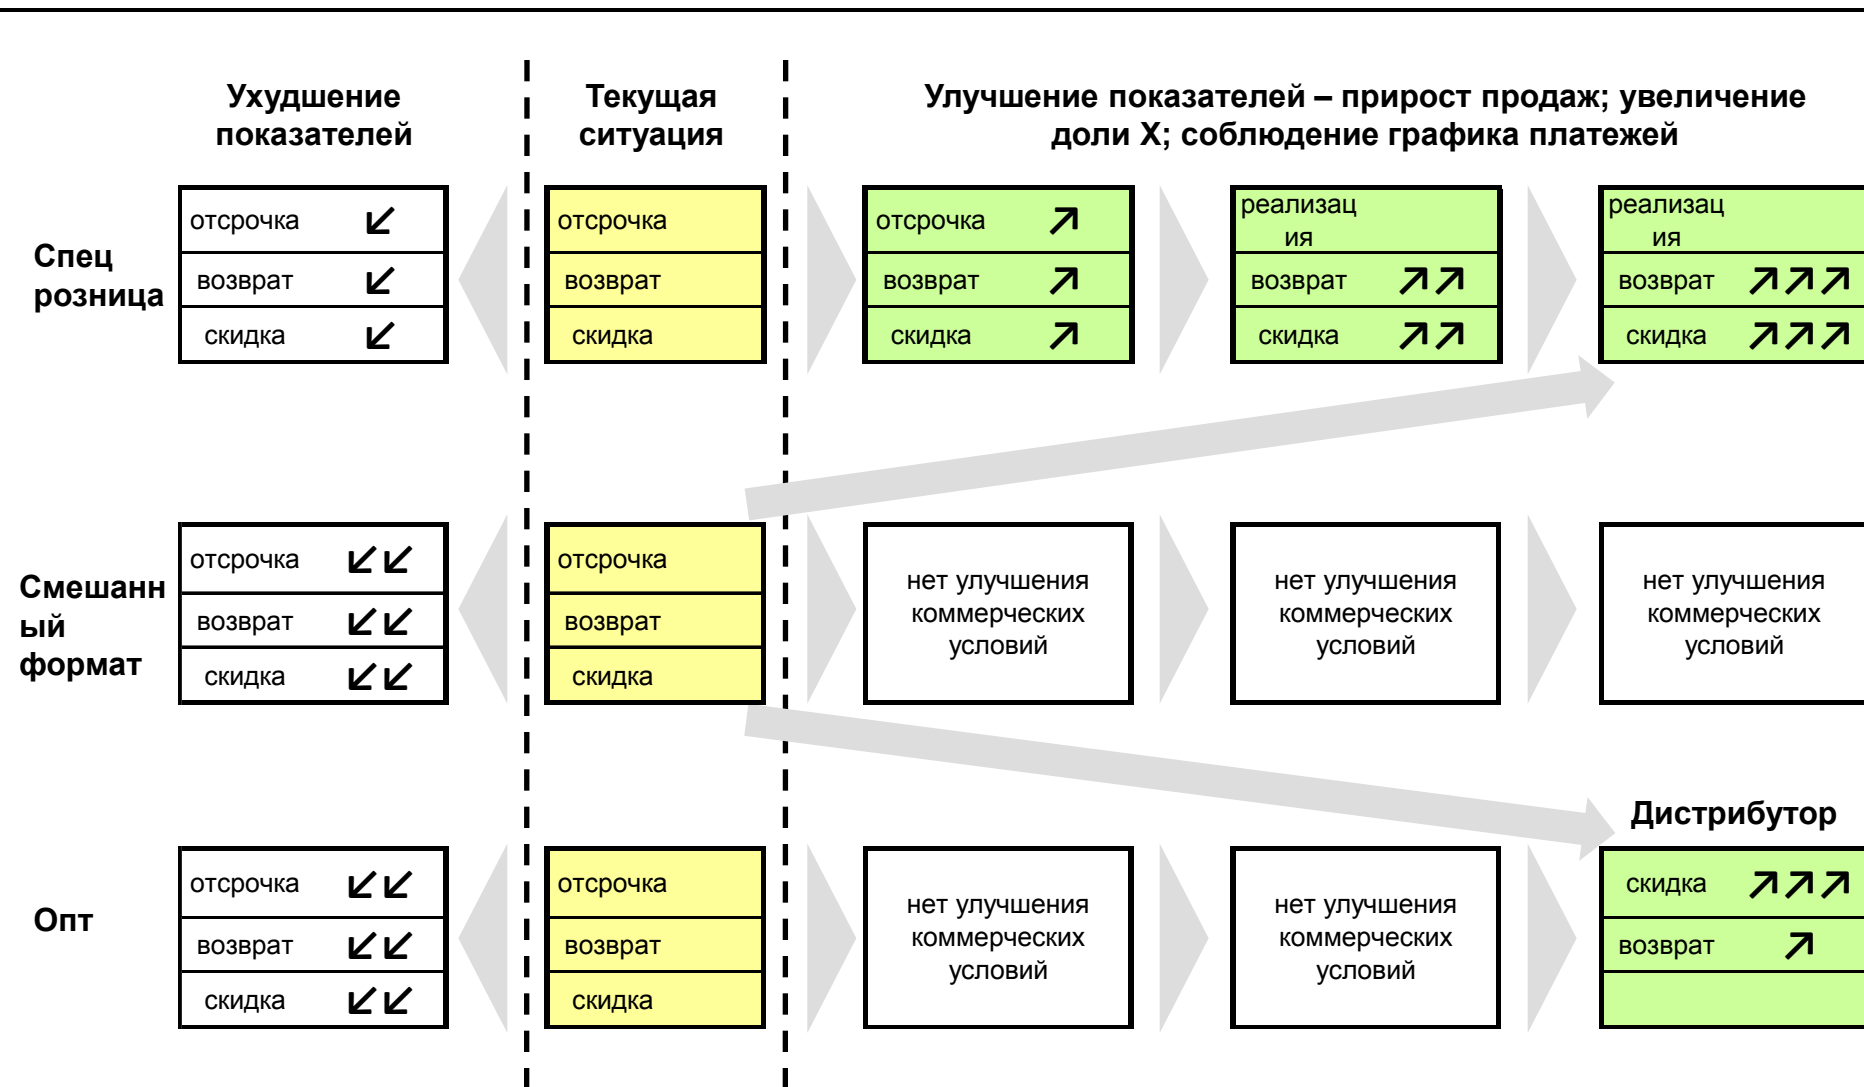 Ухудшение
показателей
Текущая
ситуация
Улучшение показателей – прирост продаж; увеличение
доли X; соблюдение графика платежей
Спец
розница
отсрочка ↙
возврат ↙
скидка ↙
отсрочка
возврат
скидка
отсрочка ↗
возврат ↗
скидка ↗
реализац
ия
возврат ↗↗
скидка ↗↗
реализац
ия
возврат ↗↗↗
скидка ↗↗↗
Смешанн
ый
формат
отсрочка ↙↙
возврат ↙↙
скидка ↙↙
отсрочка
возврат
скидка
нет улучшения
коммерческих
условий
нет улучшения
коммерческих
условий
нет улучшения
коммерческих
условий
Опт
отсрочка ↙↙
возврат ↙↙
скидка ↙↙
отсрочка
возврат
скидка
нет улучшения
коммерческих
условий
нет улучшения
коммерческих
условий
Дистрибутор
скидка ↗↗↗
возврат ↗